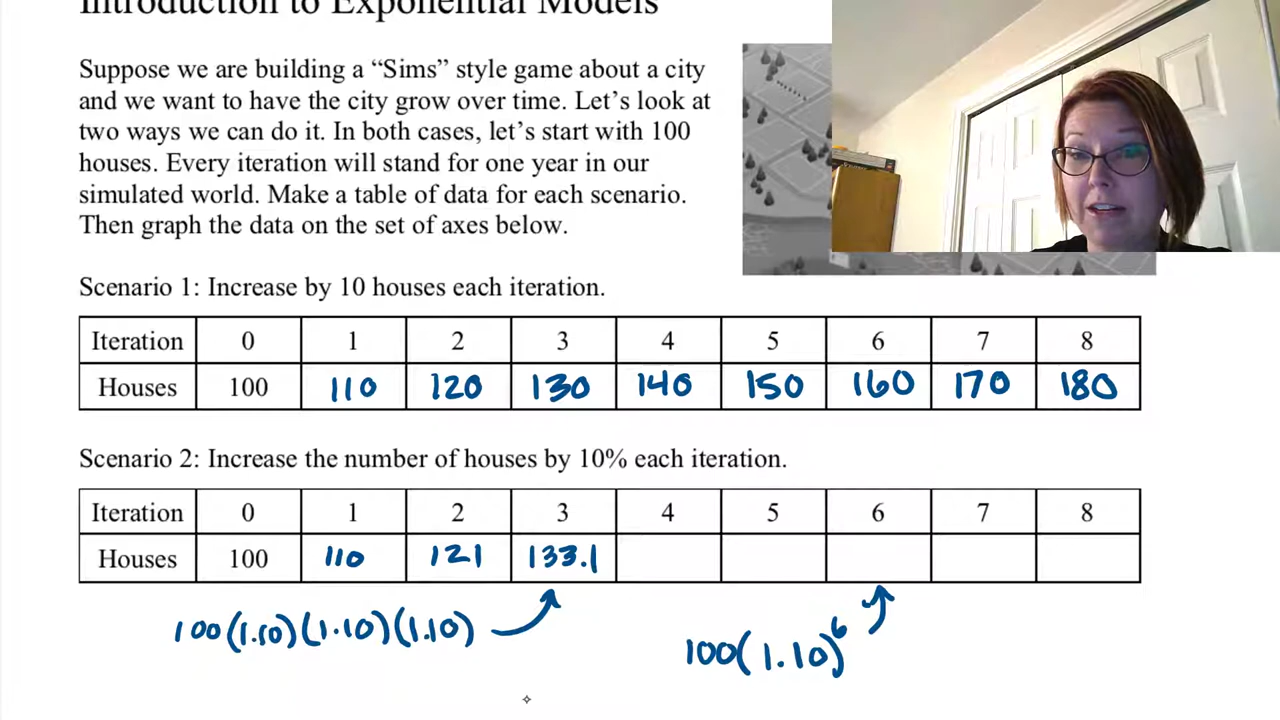 Introduction to Exponential Models
Suppose we are building a “Sims” style game about a city
and we want to have the city grow over time. Let’s look at
two ways we can do it. In both cases, let’s start with 100
houses. Every iteration will stand for one year in our
simulated world. Make a table of data for each scenario.
Then graph the data on the set of axes below.
Scenario 1: Increase by 10 houses each iteration.
Iteration 0 1 2 3 4 5 6 7 8
Houses 100 110 120 130 140 150 160 170 180
Scenario 2: Increase the number of houses by 10% each iteration.
Iteration 0 1 2 3 4 5 6 7 8
Houses 100 110 121 133.1
100(1.10)(1.10)(1.10)
100(1.10)^6